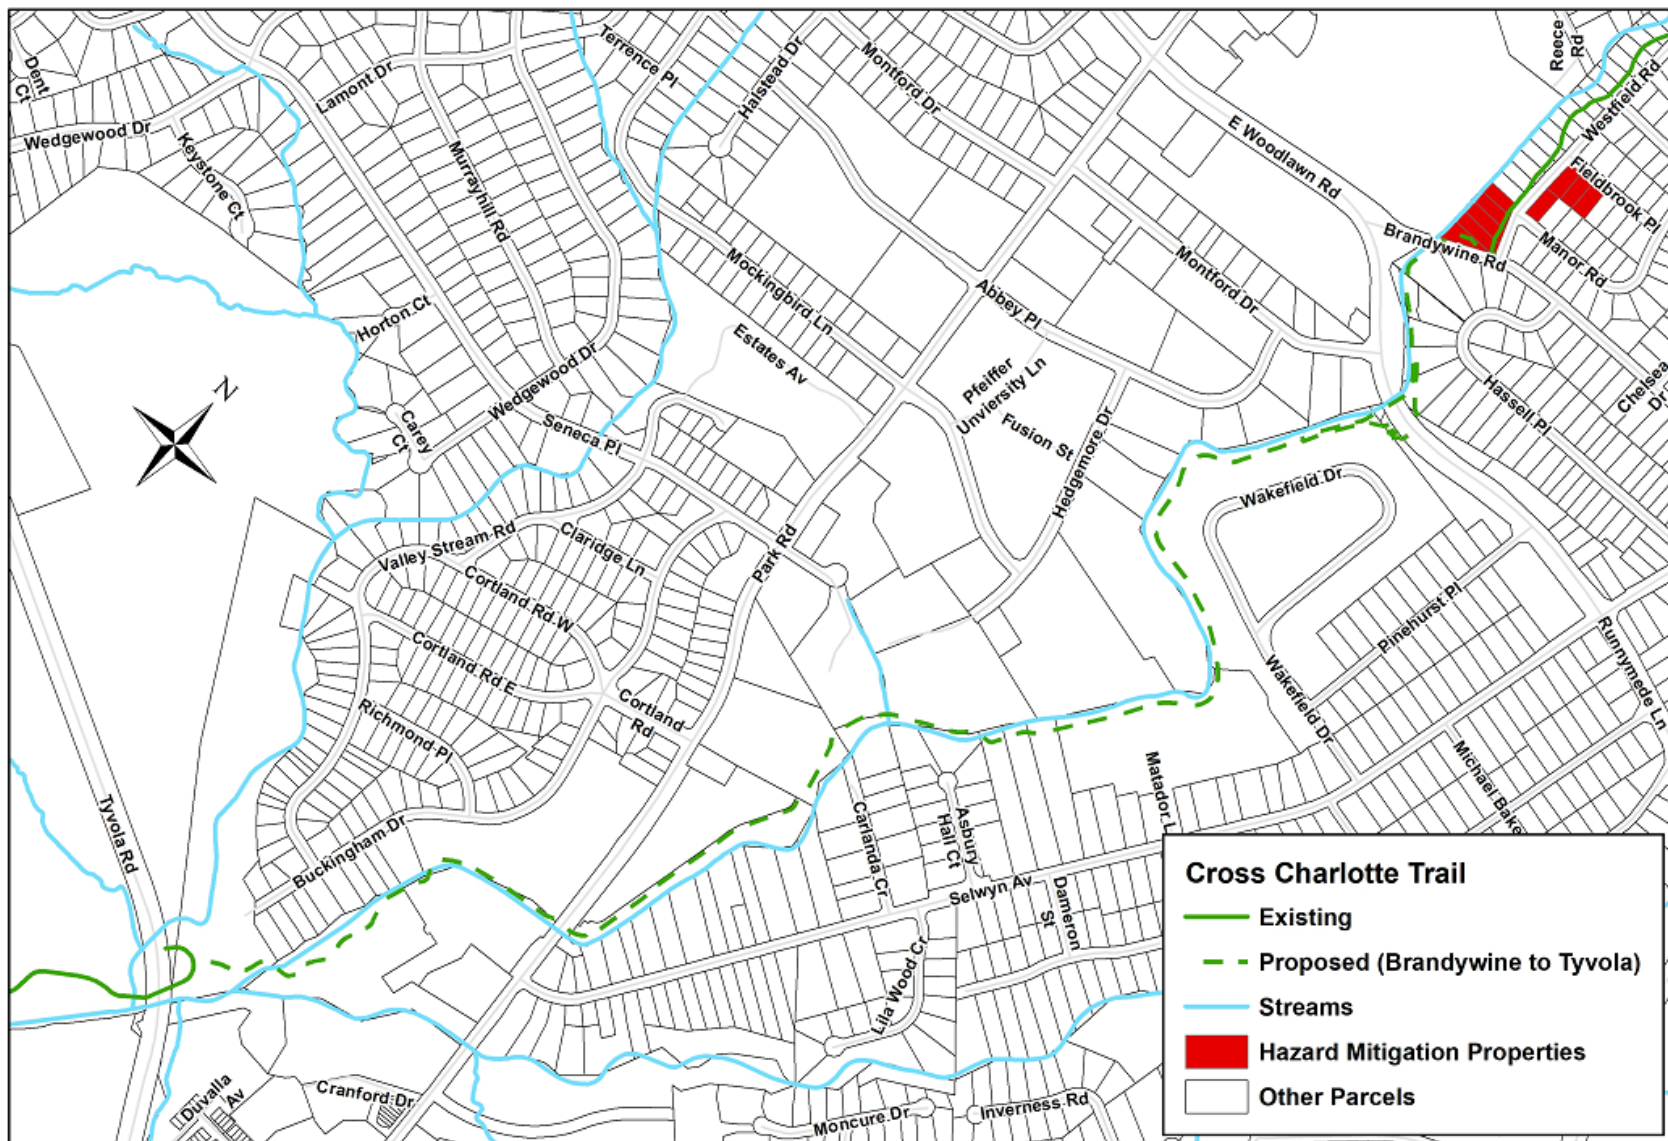 Dent
Ct
Wedgewood Dr
Keystone Ct
Lamont Dr
Murrayhill Rd
Terrence Pl
Halstead Dr
Montford Dr
E Woodlawn Rd
Reece
Rd
Westfield Rd
Fieldbrook Pl
Manor Rd
Brandywine Rd
Montford Dr
Mockingbird Ln
Abbey Pl
Estates Av
Pfeiffer
Unviersity Ln
Fusion St
Hedgemore Dr
Hassell Pl
Chelsea
Dr
N
Horton Ct
Carey
Ct
Wedgewood Dr
Seneca Pl
Valley Stream Rd
Claridge Ln
Cortland Rd W
Cortland Rd E
Cortland
Rd
Richmond Pl
Park Rd
Wakefield Dr
Pinehurst Pl
Runnymede Ln
Wakefield Dr
Tyvola Rd
Buckingham Dr
Carlanda Cr
Asbury
Hall Ct
Selwyn Av
Dameron
St
Lila Wood Cr
Duvalla
Av
Cranford Dr
Moncure Dr
Inverness Rd
Cross Charlotte Trail
Existing
Proposed (Brandywine to Tyvola)
Streams
Hazard Mitigation Properties
Other Parcels